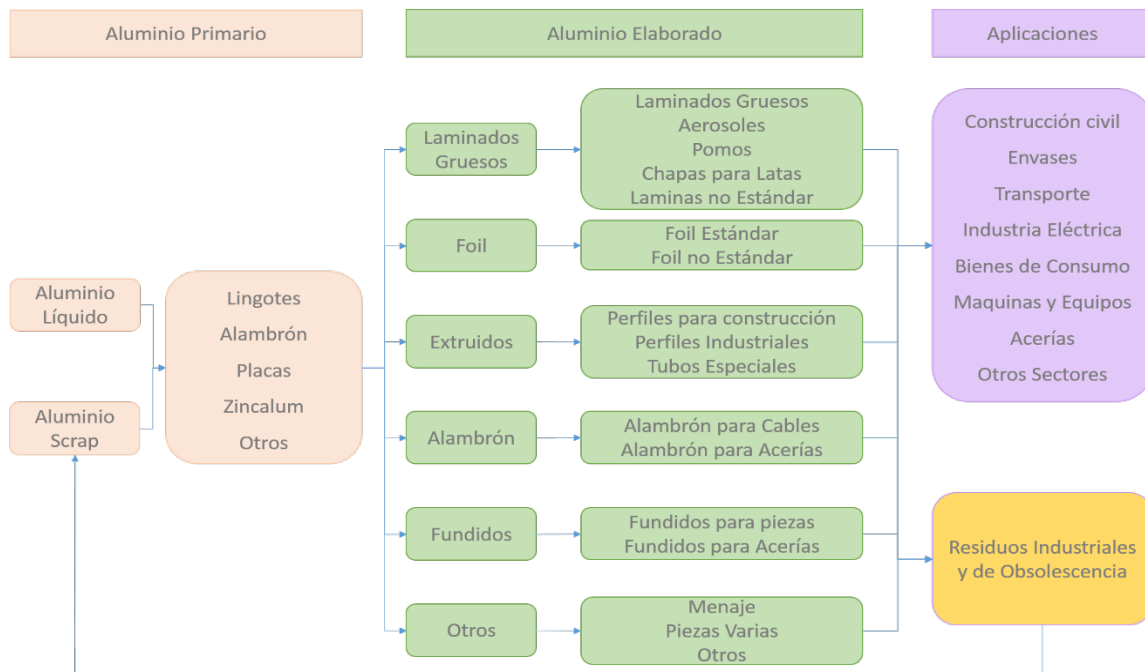 Aluminio Primario
Aluminio Elaborado
Aplicaciones
Aluminio
Líquido
Aluminio
Scrap
Lingotes
Alambrón
Placas
Zincalum
Otros
Laminados
Gruesos
Laminados Gruesos
Aerosoles
Pomos
Chapas para Latas
Laminas no Estándar
Foil
Foil Estándar
Foil no Estándar
Extruidos
Perfiles para construcción
Perfiles Industriales
Tubos Especiales
Alambrón
Alambrón para Cables
Alambrón para Acerías
Fundidos
Fundidos para piezas
Fundidos para Acerías
Otros
Menaje
Piezas Varias
Otros
Construcción civil
Envases
Transporte
Industria Eléctrica
Bienes de Consumo
Maquinas y Equipos
Acerías
Otros Sectores
Residuos Industriales
y de Obsolescencia